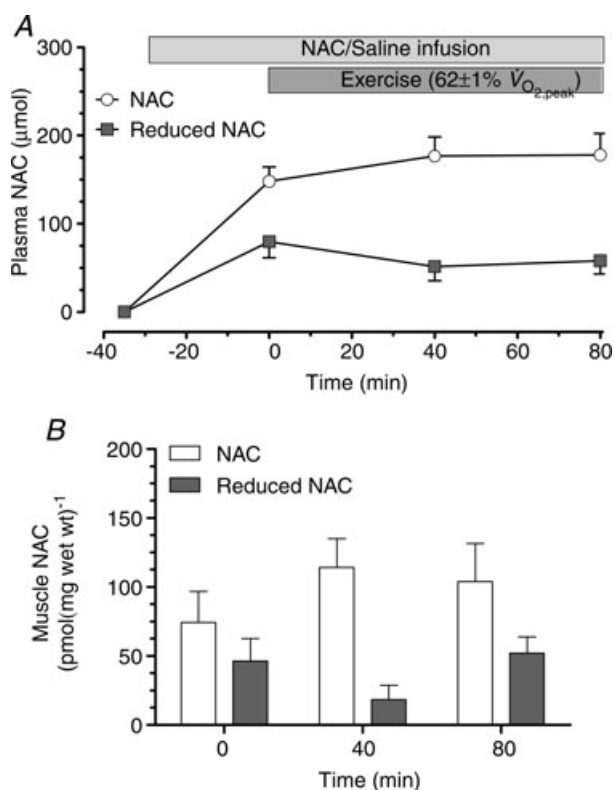 A
300
NAC/Saline infusion
Exercise (62±1% V̇O2,peak)
NAC
Reduced NAC
200
100
0
Plasma NAC (μmol)
-40 -20 0 20 40 60 80
Time (min)
B
200
NAC
Reduced NAC
150
100
50
0
Muscle NAC
(pmol(mg wet wt)-1
0 40 80
Time (min)